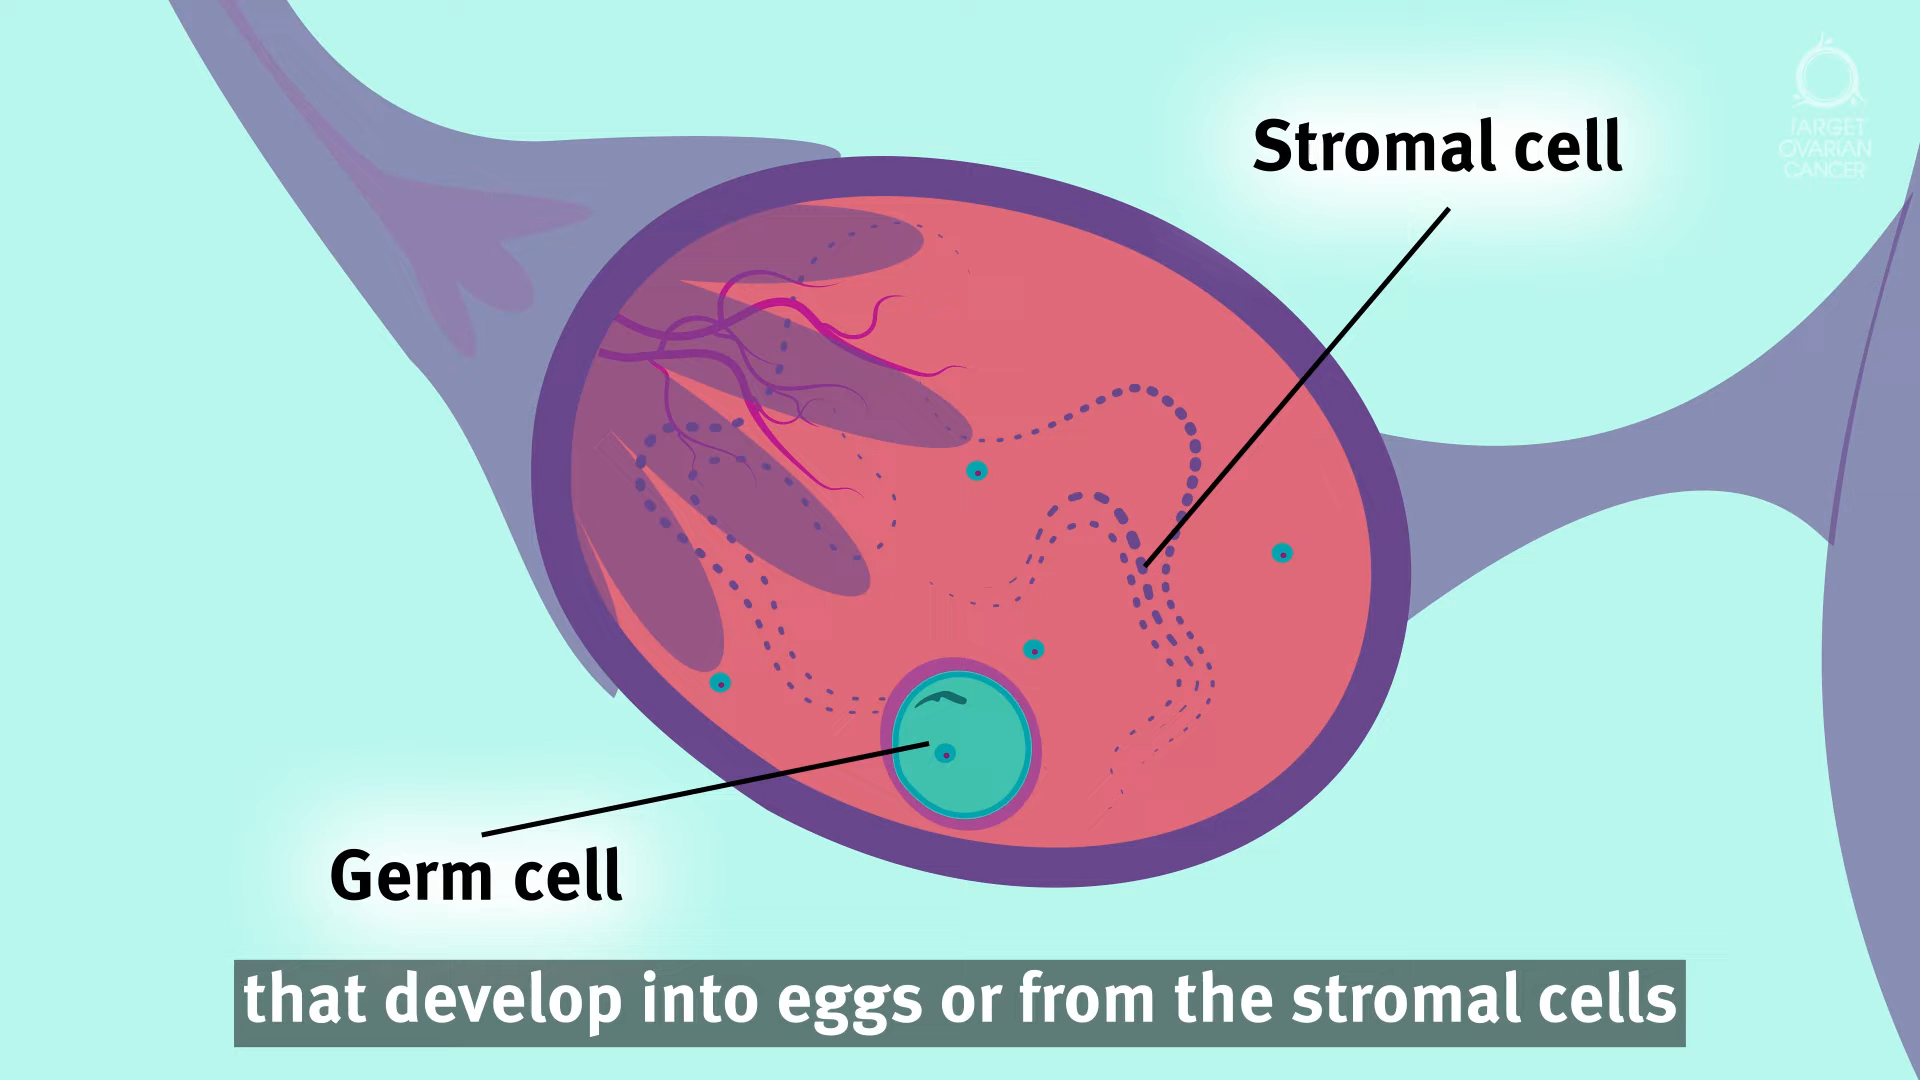 Stromal cell
TARGET
OVARIAN
CANCER
Germ cell
that develop into eggs or from the stromal cells